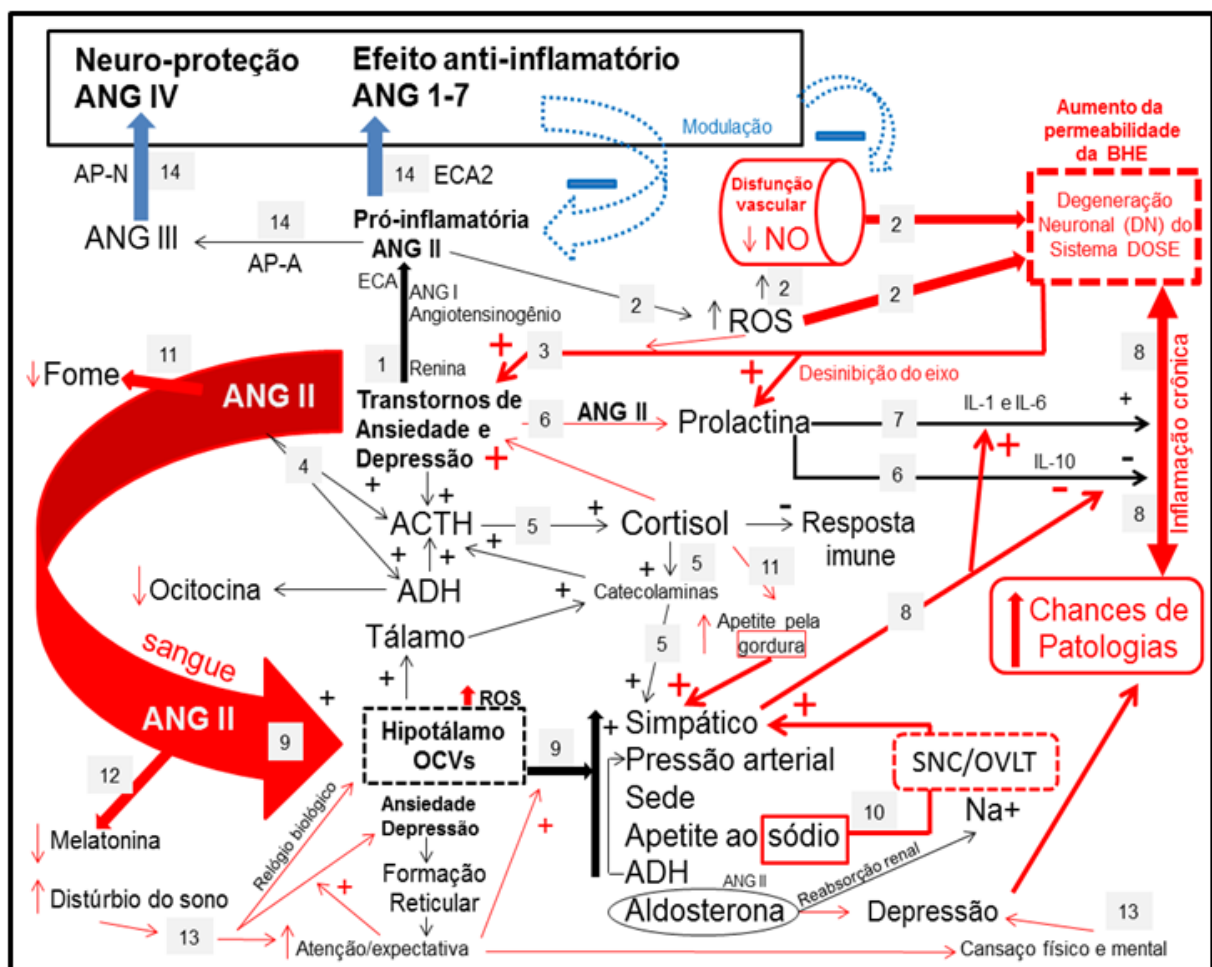 Neuro-proteção
ANG IV
Efeito anti-inflamatório
ANG 1-7
Modulação
Aumento da
permeabilidade
da BHE
AP-N
14
14
ECA2
Disfunção
vascular
↓ NO
2
Degeneração
Neuronal (DN) do
Sistema DOSE
ANG III
14
AP-A
Pró-inflamatória
ANG II
ECA
ANG I
Angiotensinogênio
2
↑ 2
↑ ROS
2
8
↓ Fome
11
ANG II
1
Renina
+
3
+
Desinibição do eixo
Transtornos de
Ansiedade e
Depressão
+
6
ANG II
Prolactina
7
IL-1 e IL-6
+
+
6
IL-10
-
-
Inflamação crônica
8
4
+
+
+
ACTH
5
+
Cortisol
-
Resposta
imune
+
+
+
+
↓ Ocitocina
ADH
+
5
11
+
Catecolaminas
Tálamo
8
↑ Apetite pela
gordura
5
↑ Chances de
Patologias
sangue
ANG II
9
+
+
↑ ROS
Hipotálamo
OCVs
9
+
+
+
+
Simpático
Pressão arterial
Sede
Apetite ao sódio
ADH
10
SNC/OVLT
Na+
12
↓ Melatonina
↑ Distúrbio do sono
13
Relógio biológico
Ansiedade
Depressão
+
Formação
Reticular
+
↑ Atenção/expectativa
ANG II
Aldosterona
Reabsorção renal
Depressão
13
Cansaço físico e mental